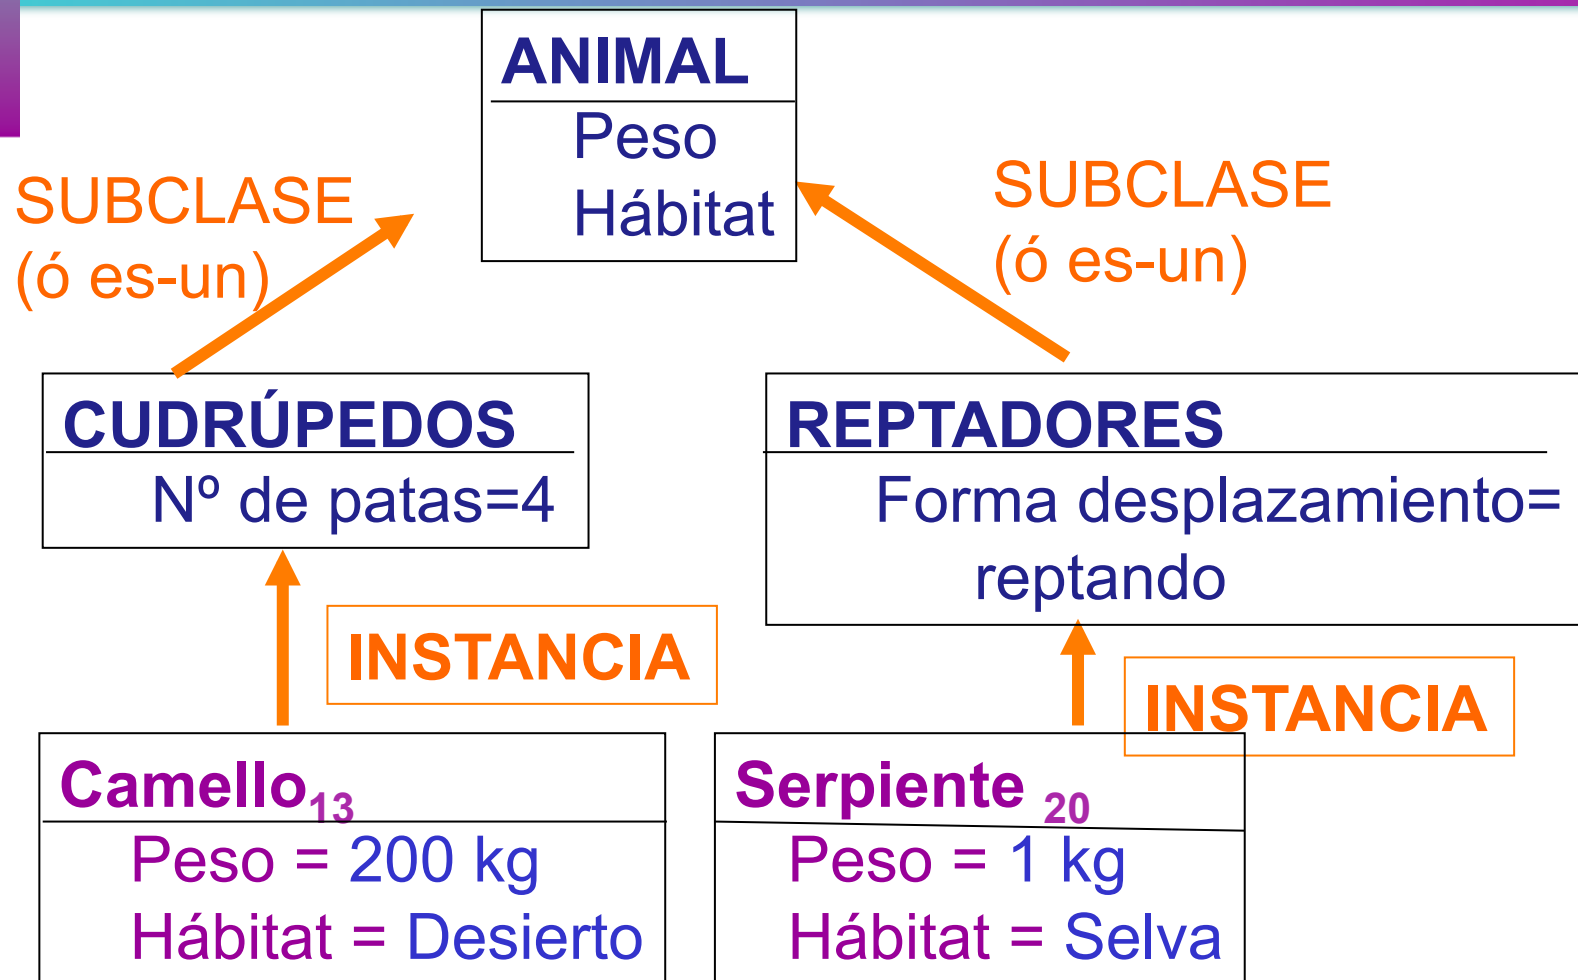 ANIMAL
Peso
Hábitat
SUBCLASE
(ó es-un)
SUBCLASE
(ó es-un)
CUDRÚPEDOS
Nº de patas=4
REPTADORES
Forma desplazamiento=
reptando
INSTANCIA
INSTANCIA
Camello13
Peso = 200 kg
Hábitat = Desierto
Serpiente 20
Peso = 1 kg
Hábitat = Selva